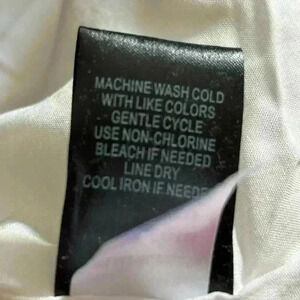 MACHINE WASH COLD
WITH LIKE COLORS
GENTLE CYCLE
USE NON-CHLORINE
BLEACH IF NEEDED
LINE DRY
COOL IRON IF NEEDE